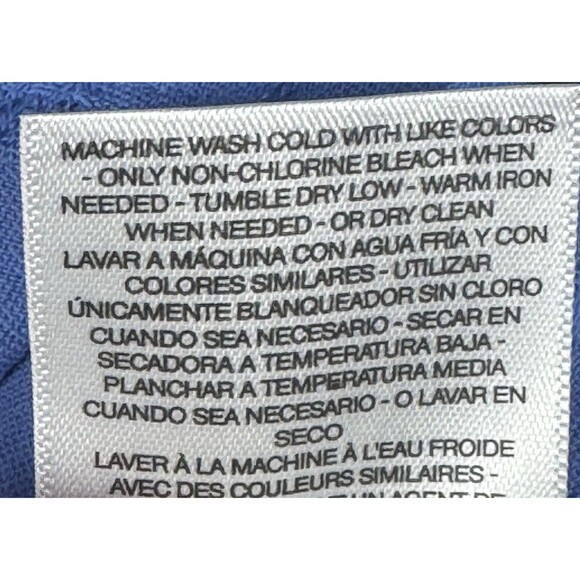 MACHINE WASH COLD WITH LIKE COLORS
- ONLY NON-CHLORINE BLEACH WHEN
NEEDED - TUMBLE DRY LOW - WARM IRON
WHEN NEEDED - OR DRY CLEAN
LAVAR A MÁQUINA CON AGUA FRÍA Y CON
COLORES SIMILARES - UTILIZAR
ÚNICAMENTE BLANQUEADOR SIN CLORO
CUANDO SEA NECESARIO - SECAR EN
SECADORA A TEMPERATURA BAJA -
PLANCHAR A TEMPERATURA MEDIA
CUANDO SEA NECESARIO - O LAVAR EN
SECO
LAVER À LA MACHINE À L'EAU FROIDE
AVEC DES COULEURS SIMILAIRES -
UN AGENT DE